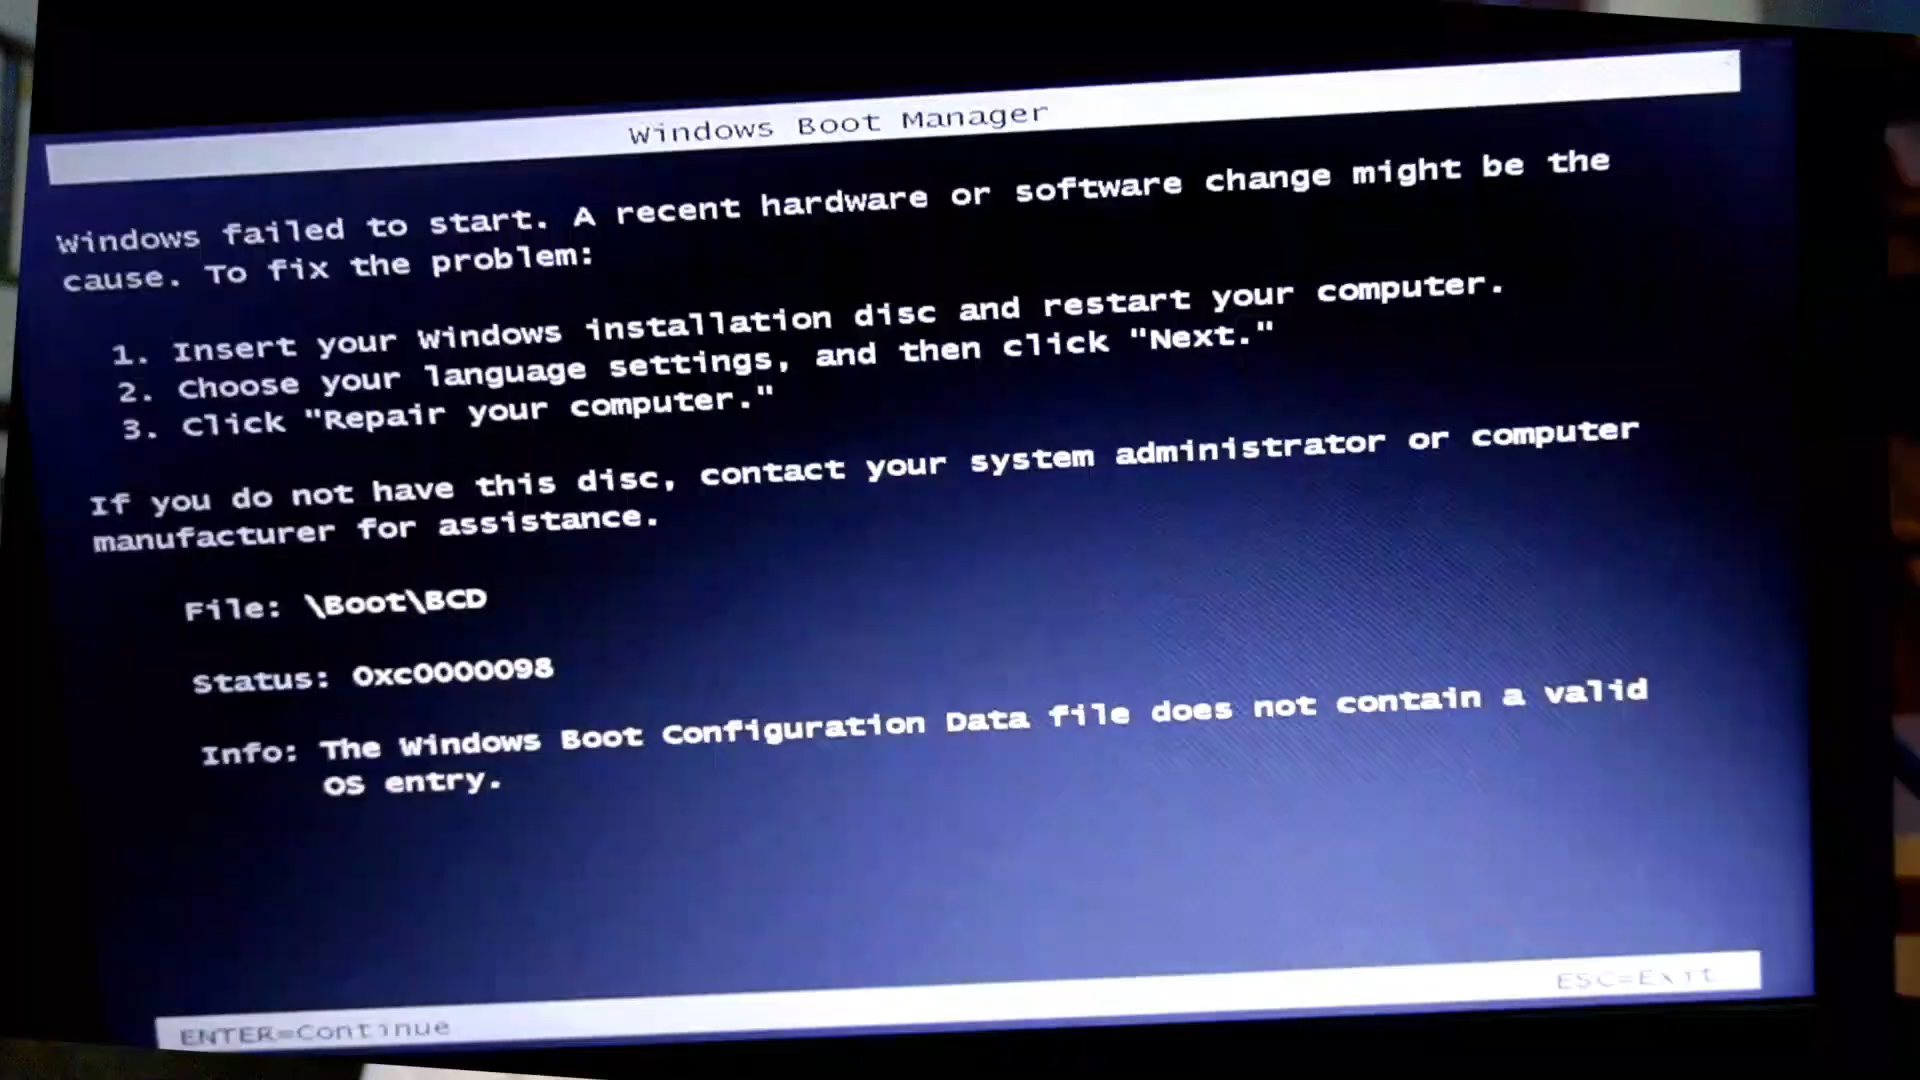 Windows Boot Manager
Windows failed to start. A recent hardware or software change might be the
cause. To fix the problem:
1. Insert your Windows installation disc and restart your computer.
2. Choose your language settings, and then click "Next."
3. Click "Repair your computer."
If you do not have this disc, contact your system administrator or computer
manufacturer for assistance.
File: \Boot\BCD
Status: 0xc0000098
Info: The Windows Boot Configuration Data file does not contain a valid
OS entry.
ENTER=Continue ESC=Exit